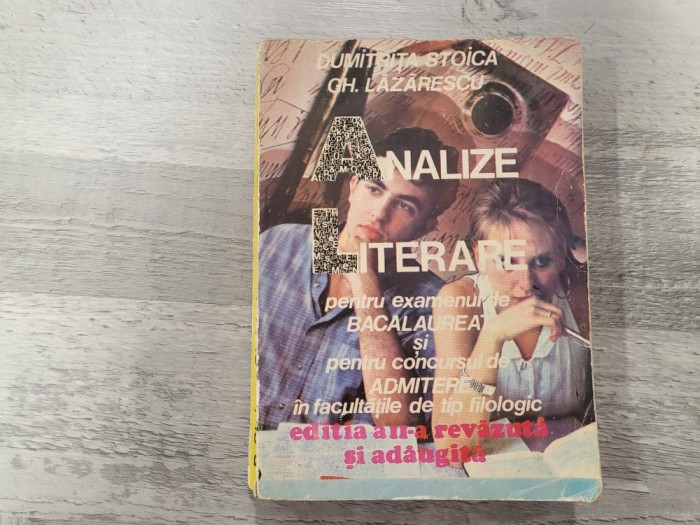 DUMITRIȚA STOICA
GH. LĂZĂRESCU
ANALIZE
LITERARE
pentru examenul de
BACALAUREAT
și
pentru concursul de
ADMITERE
în facultățile de tip filologic
ediția a II-a revăzută
și adăugită